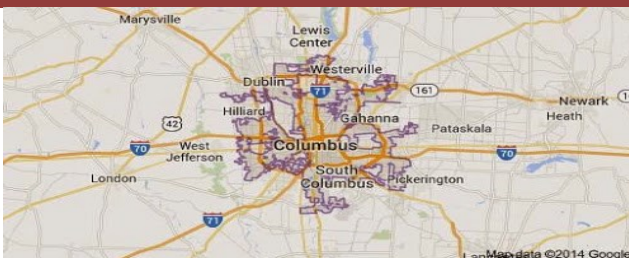 Marysville
Lewis
Center
Dublin
Westerville
71
161
Hilliard
Gahanna
Newark
Heath
42
Pataskala
Columbus
70
West
Jefferson
70
South
Columbus
London
Pickerington
71
Map data ©2014 Google